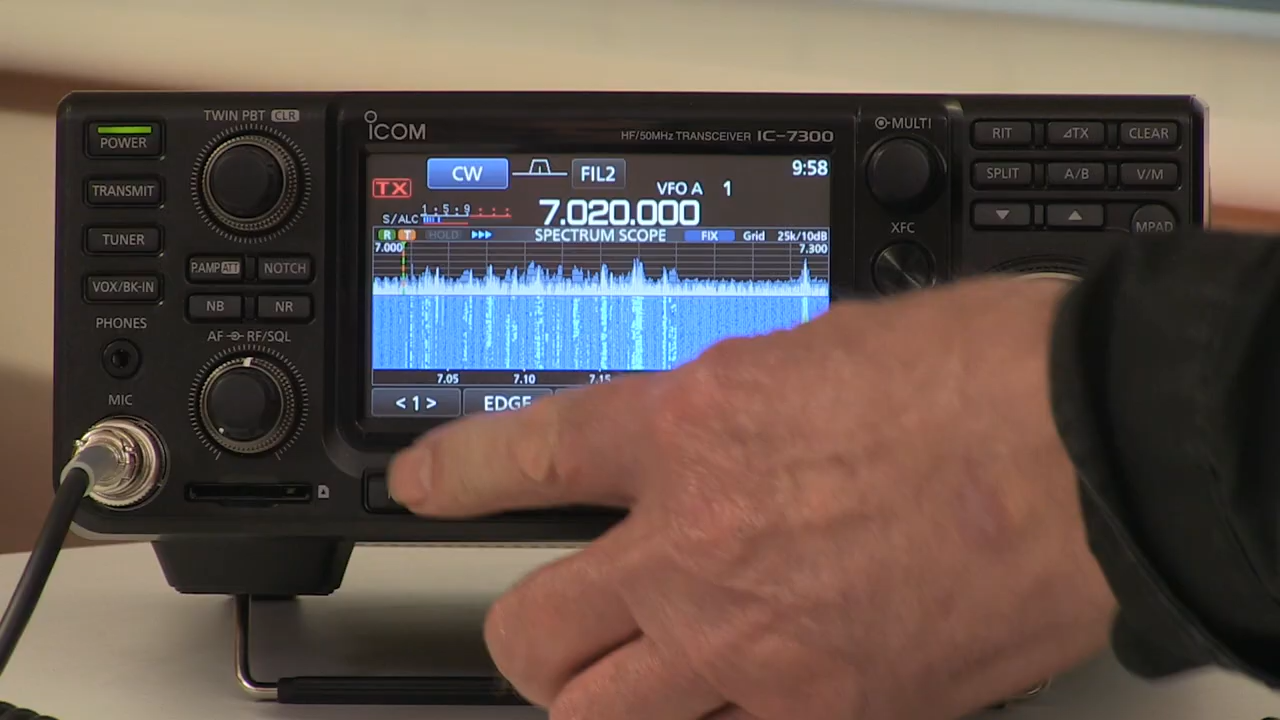 TWIN PBT CLR
POWER
TRANSMIT
TUNER
VOX/BK-IN
PHONES
MIC
P.AMP ATT
NOTCH
NB
NR
AF RF/SQL
ICOM
HF/50MHz TRANSCEIVER IC-7300
CW
FIL2
9:58
TX
VFO A 1
S/ALC 1 : 5 : 9
7.020.000
R T HOLD
SPECTRUM SCOPE
FIX
Grid
25k/10dB
7.000
7.300
7.05
7.10
7.15
< 1 >
EDGE
MULTI
XFC
RIT
⊿TX
CLEAR
SPLIT
A/B
V/M
MPAD